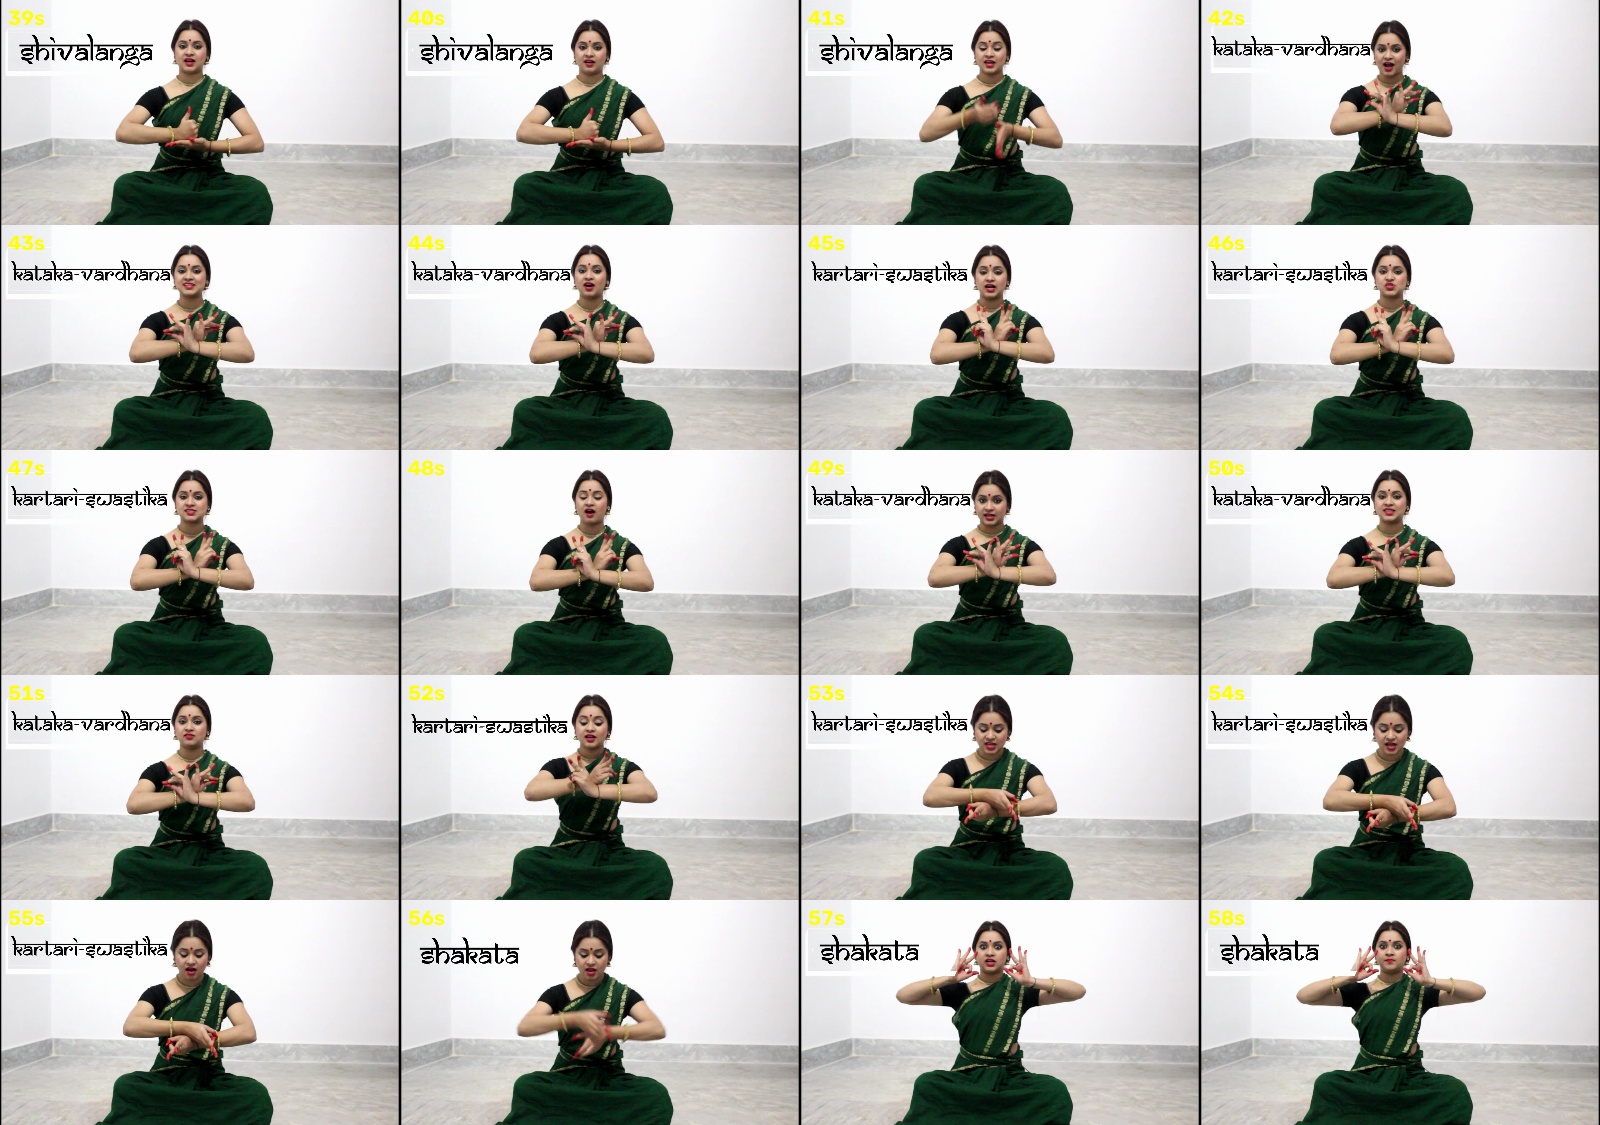 39s
shivalanga
40s
shivalanga
41s
shivalanga
42s
kataka-vardhana
43s
kataka-vardhana
44s
kataka-vardhana
45s
kartari-swastika
46s
kartari-swastika
47s
kartari-swastika
48s
49s
kataka-vardhana
50s
kataka-vardhana
51s
kataka-vardhana
52s
kartari-swastika
53s
kartari-swastika
54s
kartari-swastika
55s
kartari-swastika
56s
shakata
57s
shakata
58s
shakata